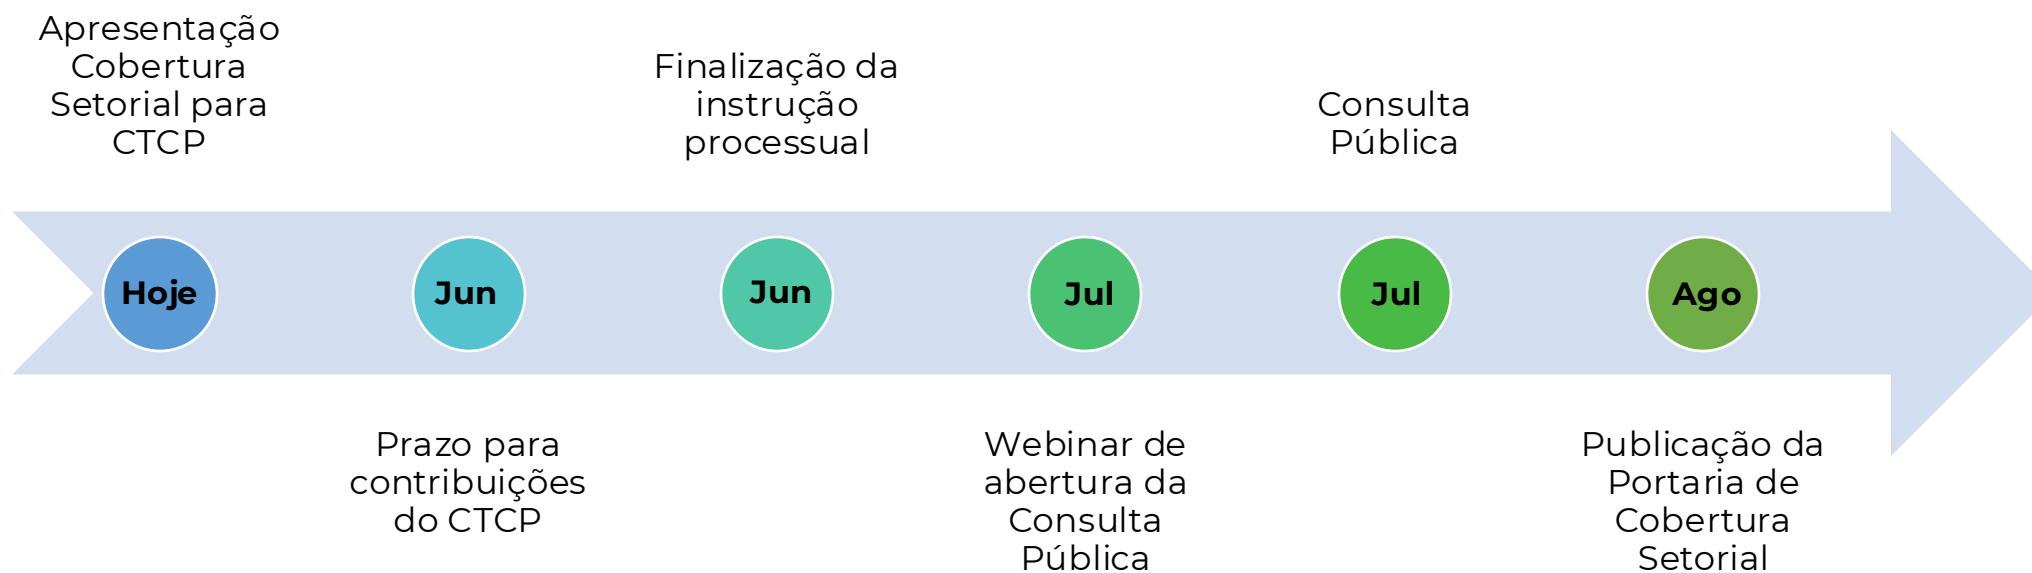 Apresentação
Cobertura
Setorial para
CTCP
Finalização da
instrução
processual
Consulta
Pública
Hoje
Jun
Jun
Jul
Jul
Ago
Prazo para
contribuições
do CTCP
Webinar de
abertura da
Consulta
Pública
Publicação da
Portaria de
Cobertura
Setorial